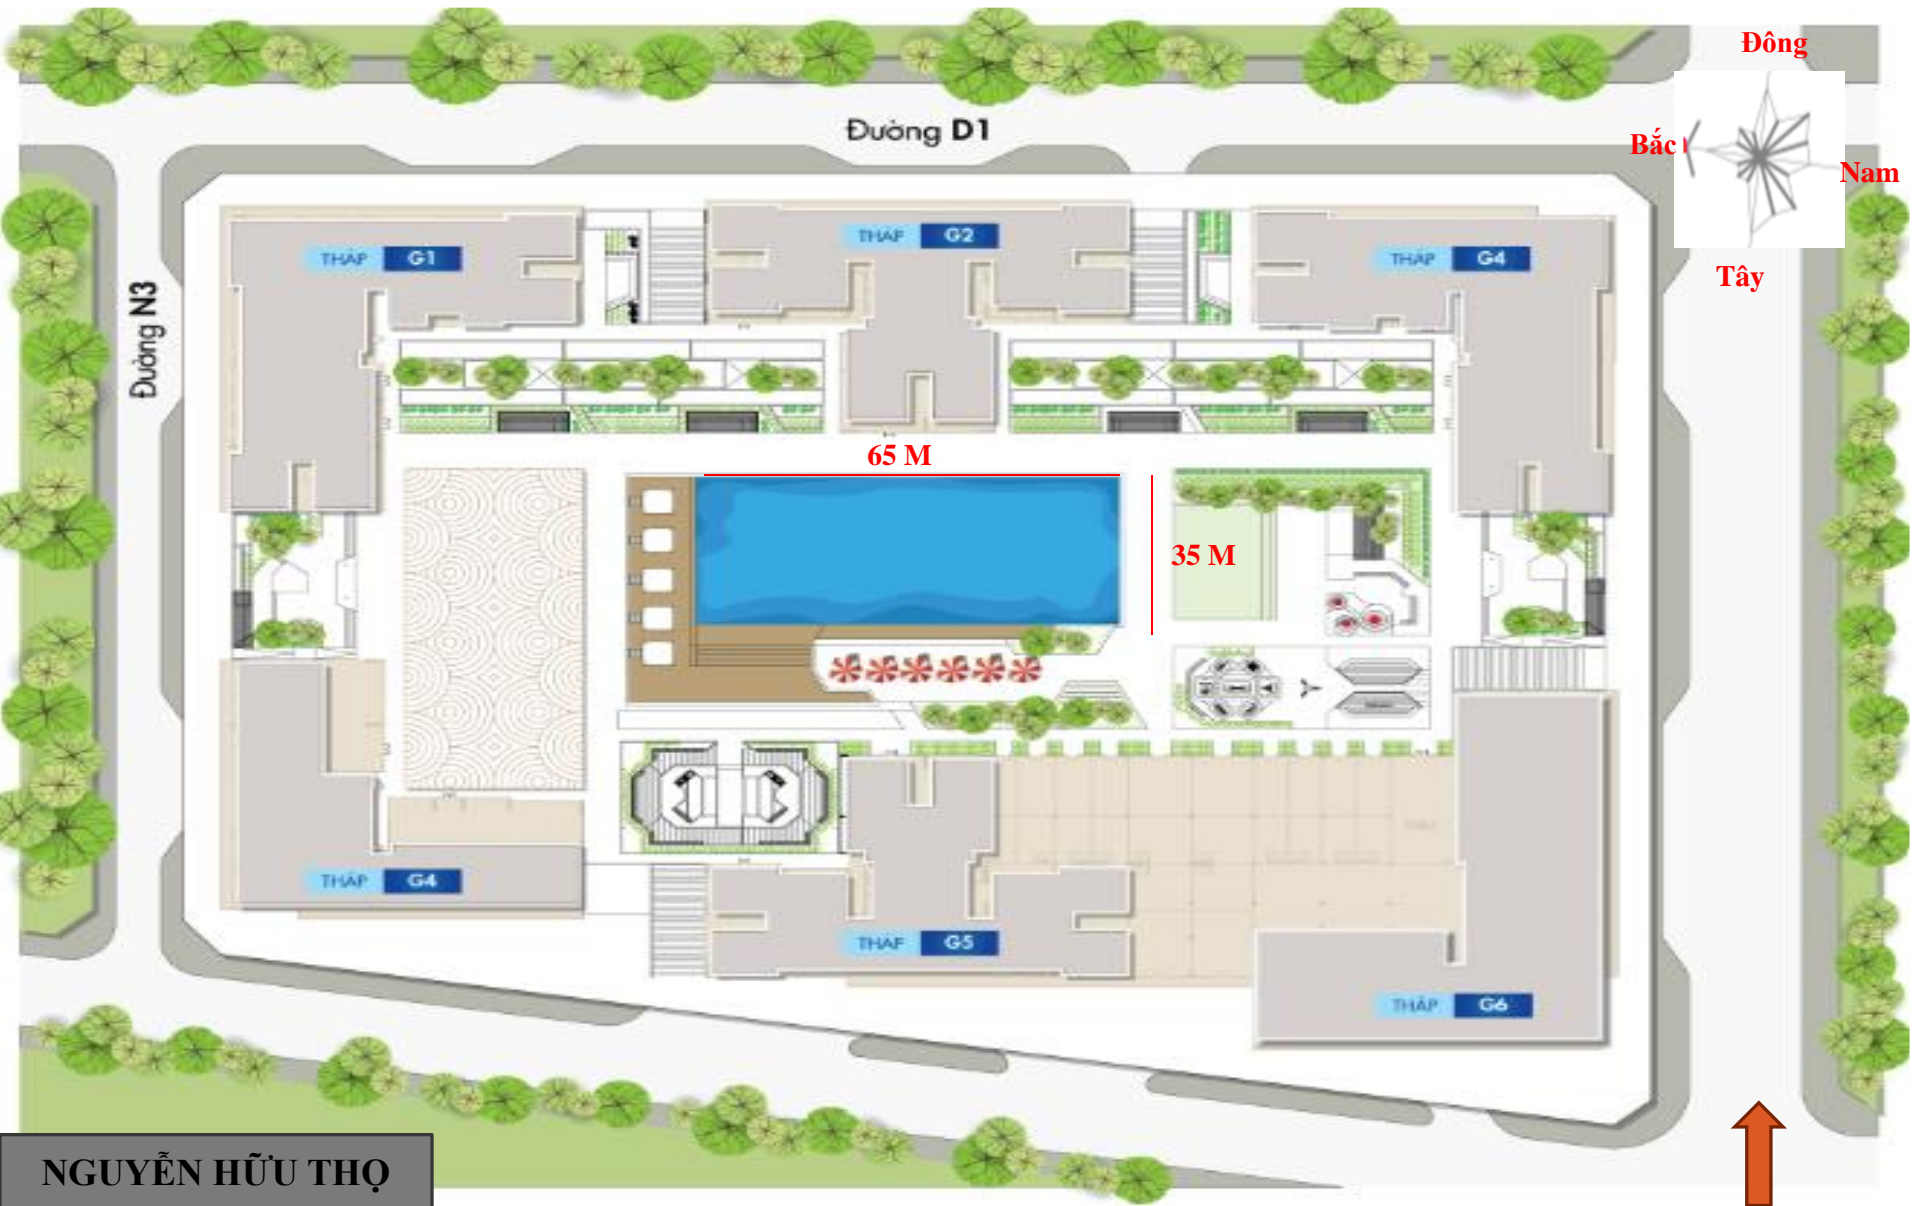 Đông
Đường D1
Bắc
Nam
THÁP G1
THÁP G2
THÁP G4
Tây
Đường N3
65 M
35 M
THÁP G4
THÁP G5
THÁP G6
NGUYỄN HỮU THỌ